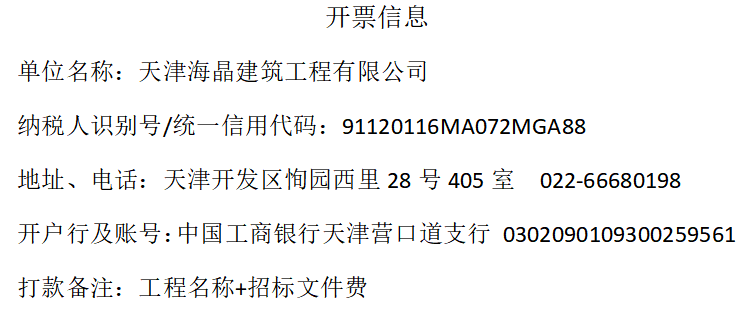 开票信息
单位名称：天津海晶建筑工程有限公司
纳税人识别号/统一信用代码：91120116MA072MGA88
地址、电话：天津开发区恂园西里 28 号 405 室 022-66680198
开户行及账号：中国工商银行天津营口道支行 0302090109300259561
打款备注：工程名称+招标文件费